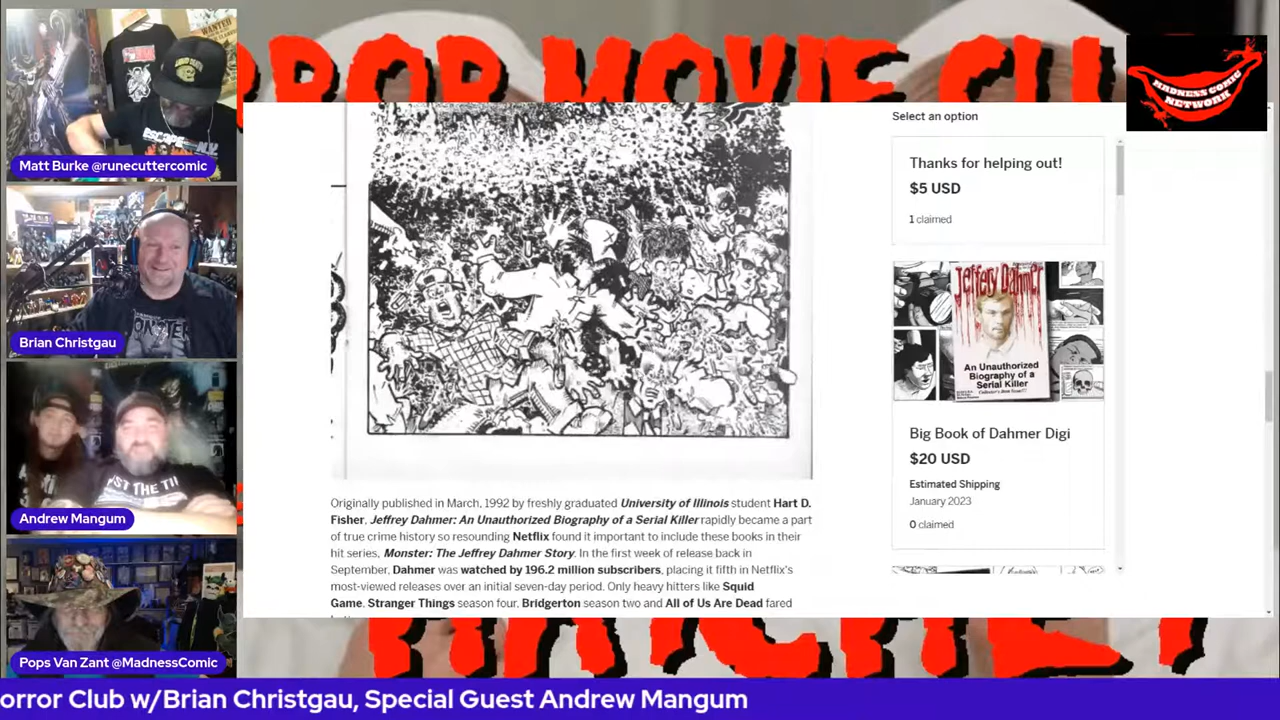 RROR MOVIE CLU
WANTED
MADNESS COMIC
NETWORK
Matt Burke @runecuttercomic
Brian Christgau
Andrew Mangum
Pops Van Zant @MadnessComic
Select an option
Thanks for helping out!
$5 USD
1 claimed
Jeffery Dahmer
An Unauthorized
Biography of a
Serial Killer
Big Book of Dahmer Digi
$20 USD
Estimated Shipping
January 2023
0 claimed
Originally published in March, 1992 by freshly graduated University of Illinois student Hart D.
Fisher, Jeffrey Dahmer: An Unauthorized Biography of a Serial Killer rapidly became a part
of true crime history so resounding Netflix found it important to include these books in their
hit series, Monster: The Jeffrey Dahmer Story. In the first week of release back in
September, Dahmer was watched by 196.2 million subscribers, placing it fifth in Netflix's
most-viewed releases over an initial seven-day period. Only heavy hitters like Squid
Game, Stranger Things season four, Bridgerton season two and All of Us Are Dead fared
orror Club w/Brian Christgau, Special Guest Andrew Mangum